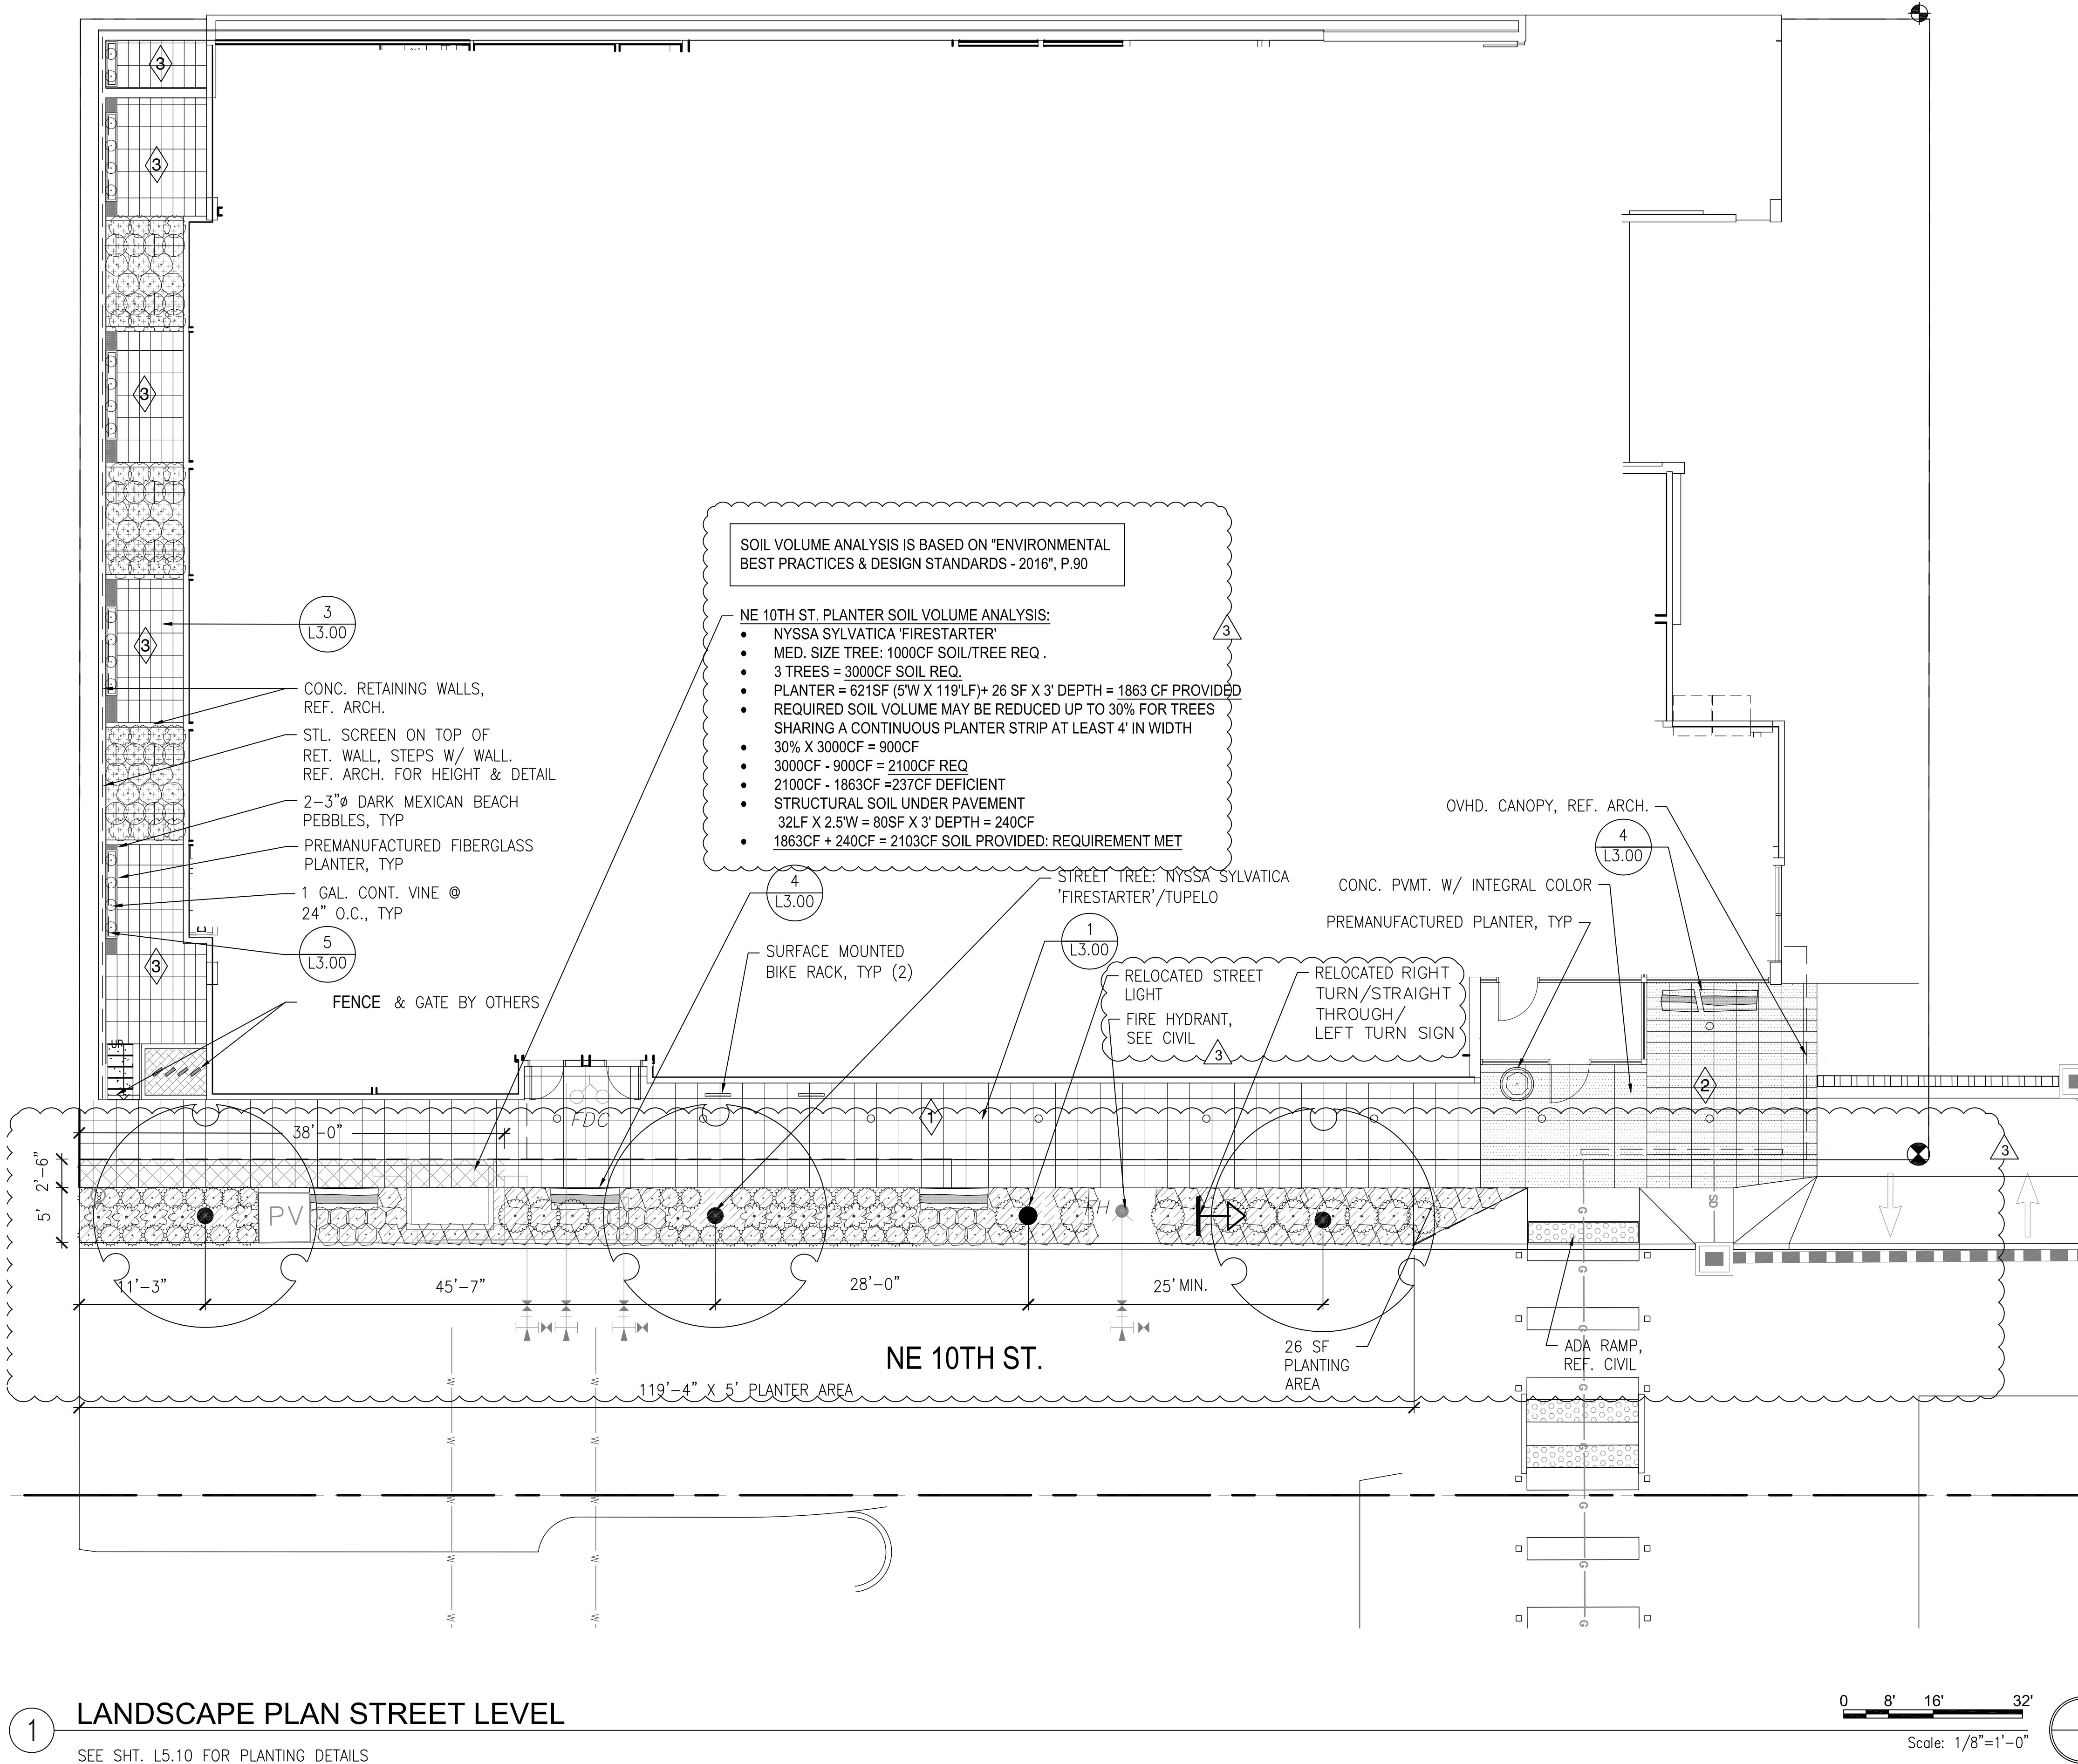 3
3
3
3
3
3
L3.00
CONC. RETAINING WALLS,
REF. ARCH.
STL. SCREEN ON TOP OF
RET. WALL, STEPS W/ WALL.
REF. ARCH. FOR HEIGHT & DETAIL
2-3"ø DARK MEXICAN BEACH
PEBBLES, TYP
PREMANUFACTURED FIBERGLASS
PLANTER, TYP
1 GAL. CONT. VINE @
24" O.C., TYP
5
L3.00
3
FENCE & GATE BY OTHERS
UP
SOIL VOLUME ANALYSIS IS BASED ON "ENVIRONMENTAL
BEST PRACTICES & DESIGN STANDARDS - 2016", P.90
NE 10TH ST. PLANTER SOIL VOLUME ANALYSIS:
• NYSSA SYLVATICA 'FIRESTARTER'
• MED. SIZE TREE: 1000CF SOIL/TREE REQ .
• 3 TREES = 3000CF SOIL REQ.
• PLANTER = 621SF (5'W X 119'LF)+ 26 SF X 3' DEPTH = 1863 CF PROVIDED
• REQUIRED SOIL VOLUME MAY BE REDUCED UP TO 30% FOR TREES
SHARING A CONTINUOUS PLANTER STRIP AT LEAST 4' IN WIDTH
• 30% X 3000CF = 900CF
• 3000CF - 900CF = 2100CF REQ
• 2100CF - 1863CF =237CF DEFICIENT
• STRUCTURAL SOIL UNDER PAVEMENT
32LF X 2.5'W = 80SF X 3' DEPTH = 240CF
• 1863CF + 240CF = 2103CF SOIL PROVIDED: REQUIREMENT MET
3
4
L3.00
STREET TREE: NYSSA SYLVATICA
'FIRESTARTER'/TUPELO
SURFACE MOUNTED
BIKE RACK, TYP (2)
1
L3.00
RELOCATED STREET
LIGHT
FIRE HYDRANT,
SEE CIVIL
RELOCATED RIGHT
TURN/STRAIGHT
THROUGH/
LEFT TURN SIGN
3
OVHD. CANOPY, REF. ARCH.
4
L3.00
CONC. PVMT. W/ INTEGRAL COLOR
PREMANUFACTURED PLANTER, TYP
2
1
FDC
38'-0"
2'-6"
5'
PV
FH
SD
G
3
11'-3"
45'-7"
28'-0"
25' MIN.
G
NE 10TH ST.
26 SF
PLANTING
AREA
G
ADA RAMP,
REF. CIVIL
119'-4" X 5' PLANTER AREA
W
W
G
G
W
W
G
W
W
G
W
W
G
W
W
G
1
LANDSCAPE PLAN STREET LEVEL
SEE SHT. L5.10 FOR PLANTING DETAILS
0 8' 16' 32'
Scale: 1/8"=1'-0"